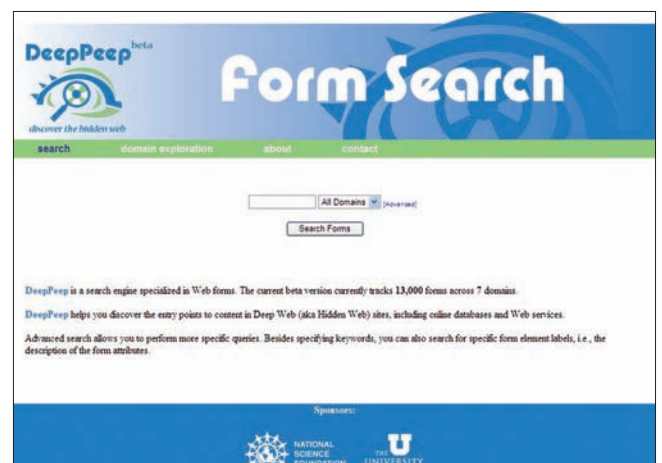 DeepPeep beta
discover the hidden web
Form Search
search domain exploration about contact
All Domains [Advanced]
Search Forms
DeepPeep is a search engine specialized in Web forms. The current beta version currently tracks 13,000 forms across 7 domains.
DeepPeep helps you discover the entry points to content in Deep Web (aka Hidden Web) sites, including online databases and Web services.
Advanced search allows you to perform more specific queries. Besides specifying keywords, you can also search for specific form element labels, i.e., the
description of the form attributes.
Sponsors:
NATIONAL
SCIENCE
FOUNDATION
THE U
UNIVERSITY